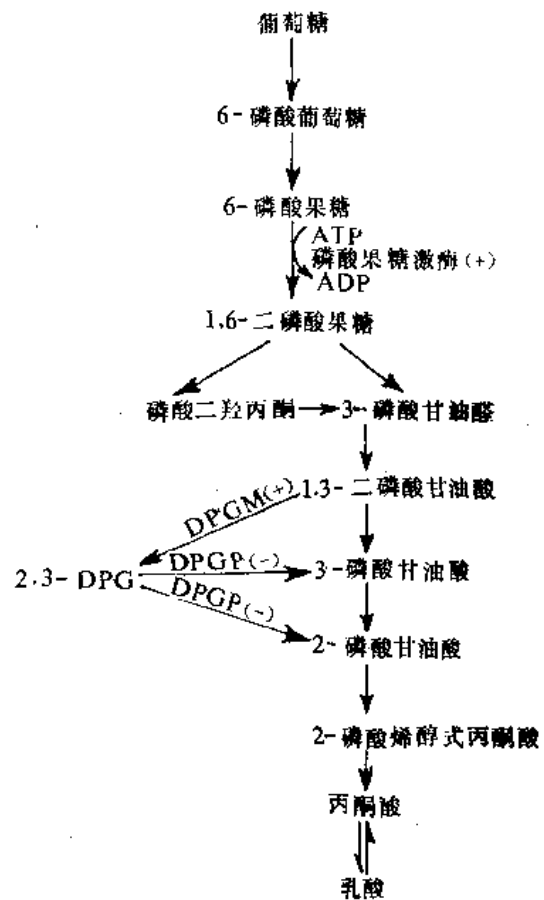 葡萄糖
6-磷酸葡萄糖
6-磷酸果糖
ATP
磷酸果糖激酶(+)
ADP
1,6-二磷酸果糖
磷酸二羟丙酮
3-磷酸甘油醛
1.3-二磷酸甘油酸
DPGM(+)
DPGP(-)
2.3-DPG
3-磷酸甘油酸
DPGP(-)
2-磷酸甘油酸
2-磷酸烯醇式丙酮酸
丙酮酸
乳酸